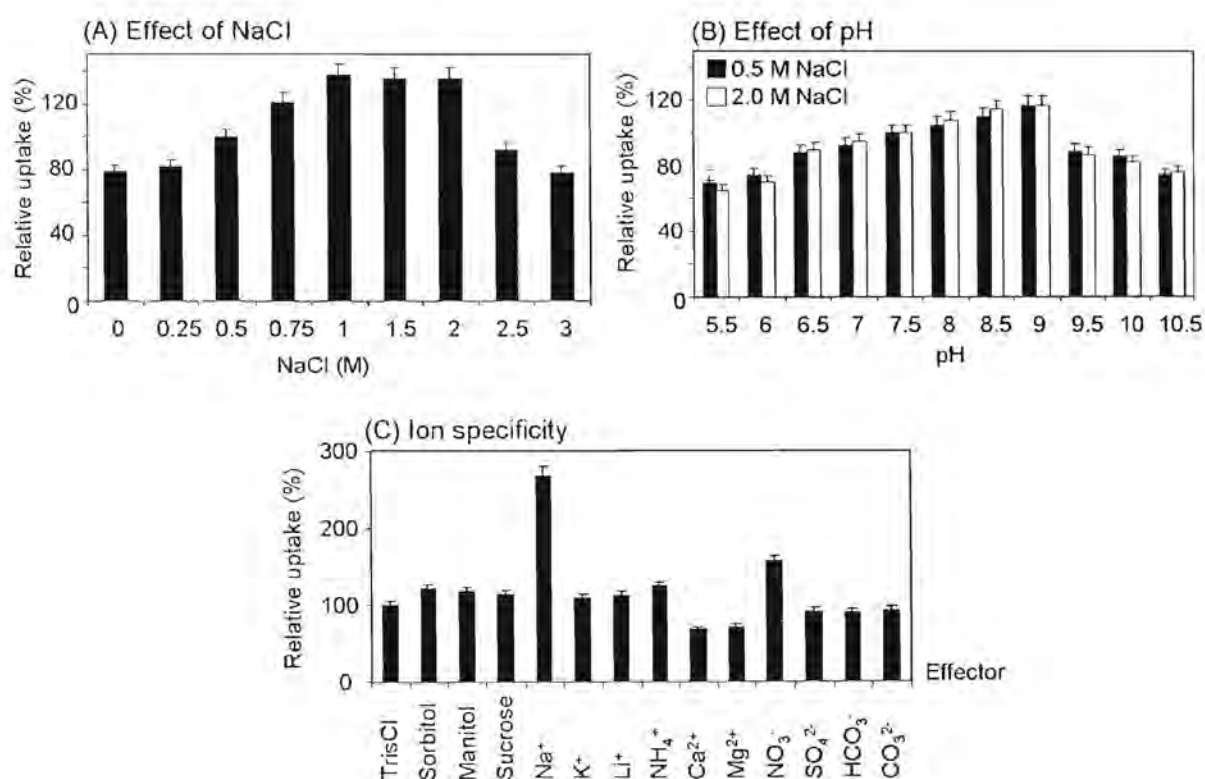 (A) Effect of NaCl
Relative uptake (%)
120
80
40
0
0 0.25 0.5 0.75 1 1.5 2 2.5 3
NaCl (M)
(B) Effect of pH
Relative uptake (%)
0.5 M NaCl
2.0 M NaCl
120
80
40
0
5.5 6 6.5 7 7.5 8 8.5 9 9.5 10 10.5
pH
(C) Ion specificity
Relative uptake (%)
300
200
100
0
Effector
TrisCl
Sorbitol
Manitol
Sucrose
Na⁺
K⁺
Li⁺
NH₄⁺
Ca²⁺
Mg²⁺
NO₃⁻
SO₄²⁻
HCO₃⁻
CO₃²⁻